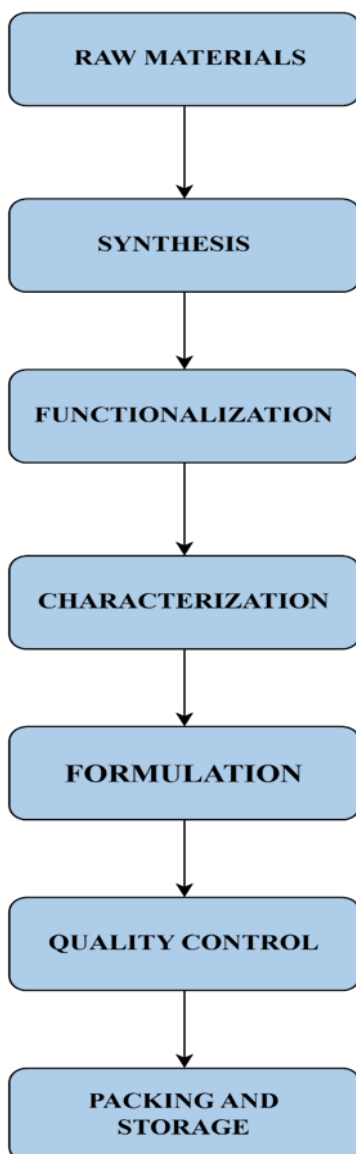 RAW MATERIALS
SYNTHESIS
FUNCTIONALIZATION
CHARACTERIZATION
FORMULATION
QUALITY CONTROL
PACKING AND
STORAGE